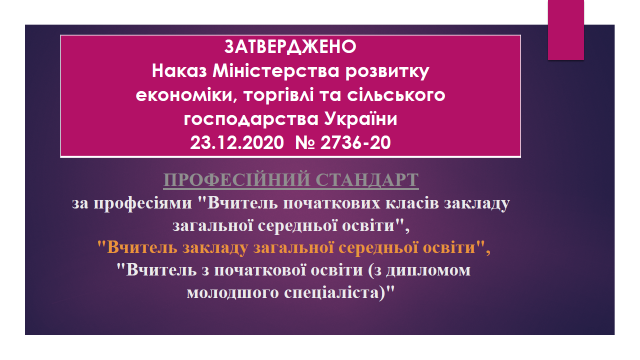 ЗАТВЕРДЖЕНО
Наказ Міністерства розвитку
економіки, торгівлі та сільського
господарства України
23.12.2020 № 2736-20
ПРОФЕСІЙНИЙ СТАНДАРТ
за професіями "Вчитель початкових класів закладу
загальної середньої освіти",
"Вчитель закладу загальної середньої освіти",
"Вчитель з початкової освіти (з дипломом
молодшого спеціаліста)"